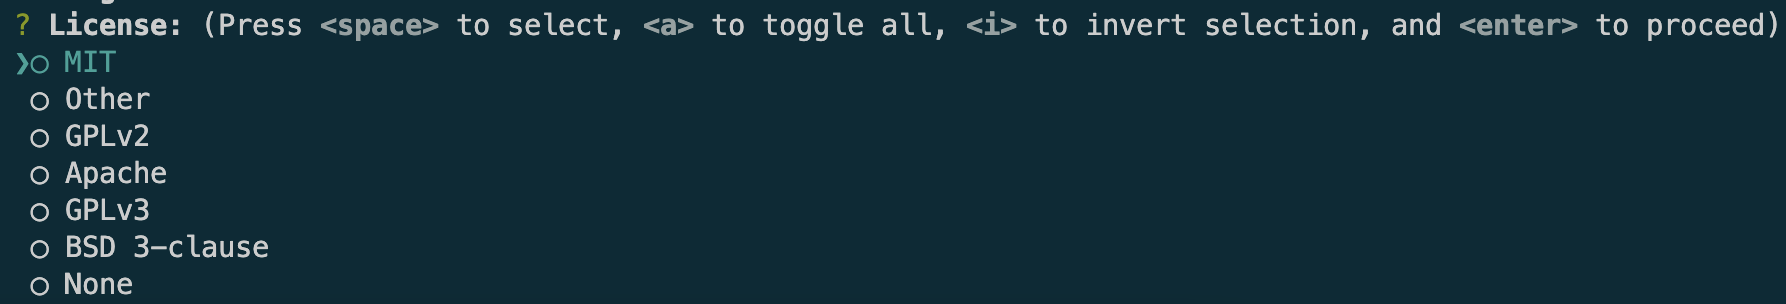 ? License: (Press <space> to select, <a> to toggle all, <i> to invert selection, and <enter> to proceed)
❯○ MIT
○ Other
○ GPLv2
○ Apache
○ GPLv3
○ BSD 3-clause
○ None